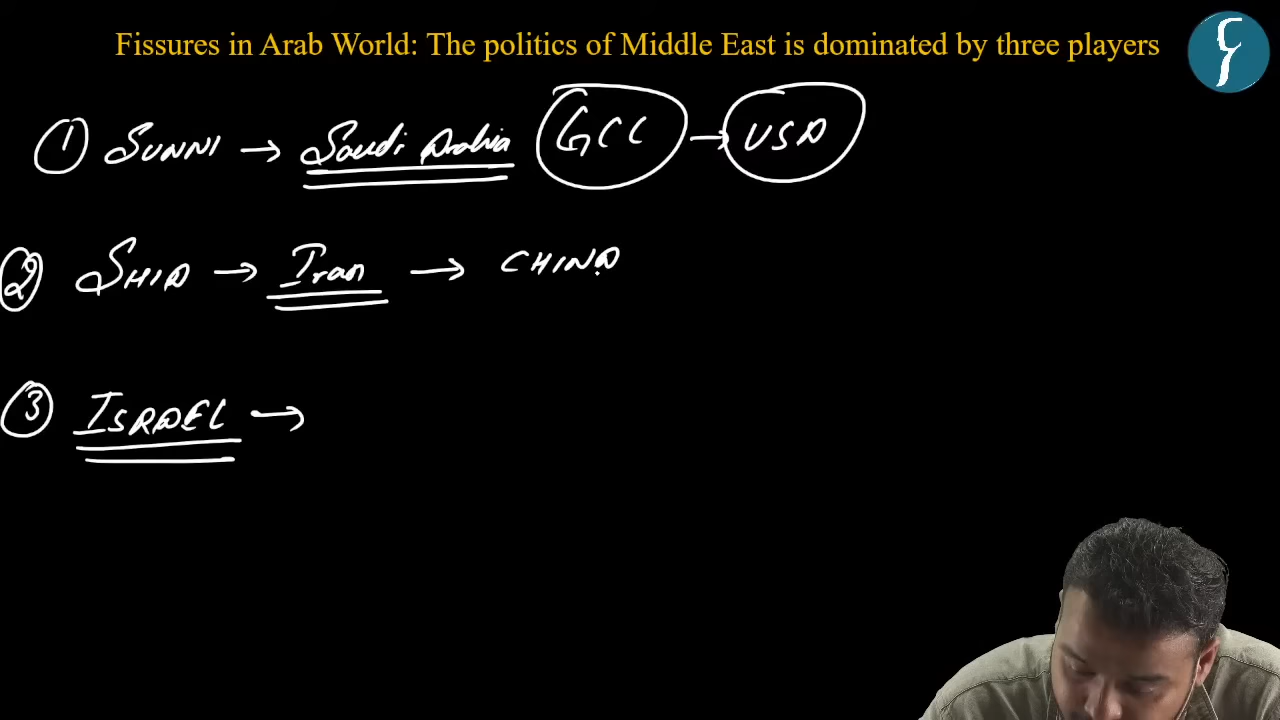 Fissures in Arab World: The politics of Middle East is dominated by three players
① SUNNI → Saudi Arabia GCC → USA
② SHIA → Iran → CHINA
③ ISRAEL →